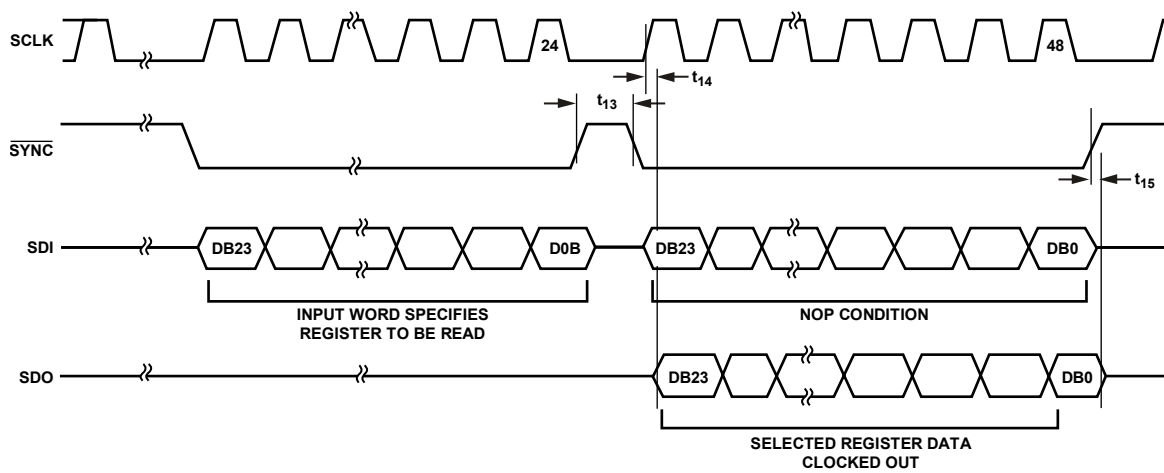 SCLK
24
48
t14
t13
SYNC
t15
SDI
DB23
D0B
DB23
DB0
INPUT WORD SPECIFIES
REGISTER TO BE READ
NOP CONDITION
SDO
DB23
DB0
SELECTED REGISTER DATA
CLOCKED OUT